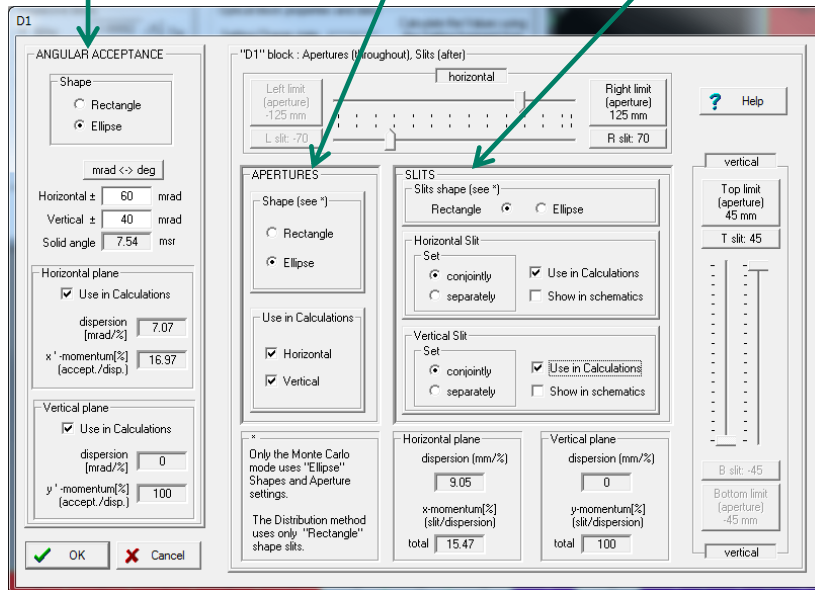 D1
ANGULAR ACCEPTANCE
Shape
Rectangle
Ellipse
mrad <-> deg
Horizontal ± 60 mrad
Vertical ± 40 mrad
Solid angle 7.54 msr
Horizontal plane
Use in Calculations
dispersion
[mrad/%] 7.07
x '-momentum[%] 16.97
(accept./disp.)
Vertical plane
Use in Calculations
dispersion
[mrad/%] 0
y '-momentum[%] 100
(accept./disp.)
OK
Cancel
"D1" block : Apertures (throughout), Slits (after)
horizontal
Left limit
(aperture)
-125 mm
L slit: -70
Right limit
(aperture)
125 mm
R slit: 70
APERTURES
Shape (see *)
Rectangle
Ellipse
Use in Calculations
Horizontal
Vertical
SLITS
Slits shape (see *)
Rectangle Ellipse
Horizontal Slit
Set
conjointly Use in Calculations
separately Show in schematics
Vertical Slit
Set
conjointly Use in Calculations
separately Show in schematics
*
Only the Monte Carlo
mode uses "Ellipse"
Shapes and Aperture
settings.
The Distribution method
uses only "Rectangle"
shape slits.
Horizontal plane
dispersion (mm/%)
9.05
x-momentum[%]
(slit/dispersion)
total 15.47
Vertical plane
dispersion (mm/%)
0
y-momentum[%]
(slit/dispersion)
total 100
? Help
vertical
Top limit
(aperture)
45 mm
T slit: 45
B slit: -45
Bottom limit
(aperture)
-45 mm
vertical